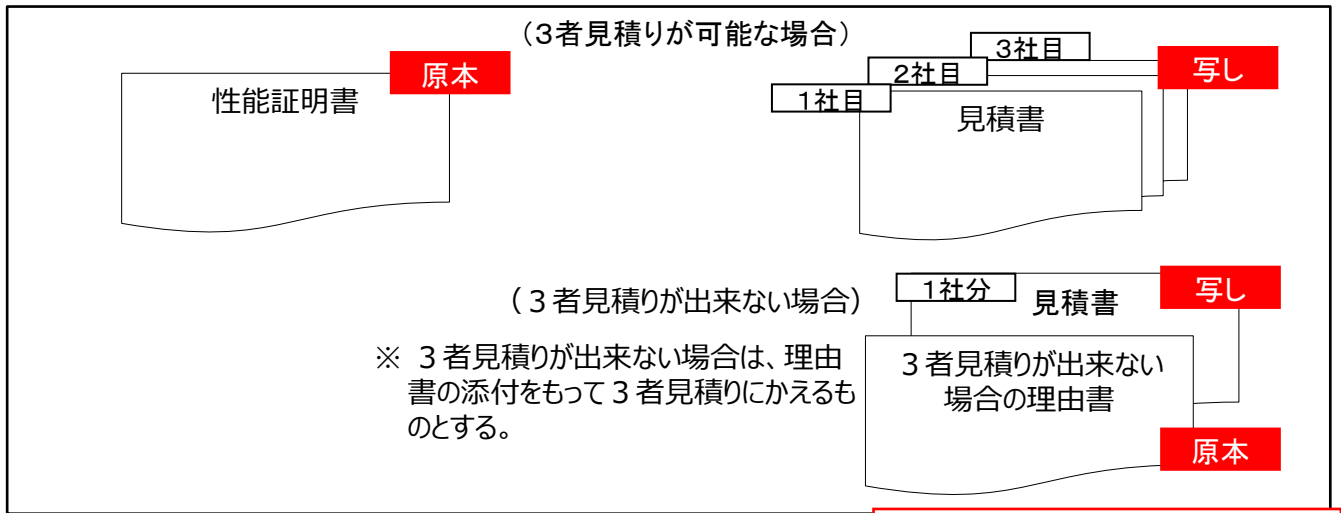 （3者見積りが可能な場合）
原本
性能証明書
3社目
2社目
1社目
写し
見積書
（３者見積りが出来ない場合）
1社分
見積書
写し
※ ３者見積りが出来ない場合は、理由
書の添付をもって３者見積りにかえるも
のとする。
３者見積りが出来ない
場合の理由書
原本